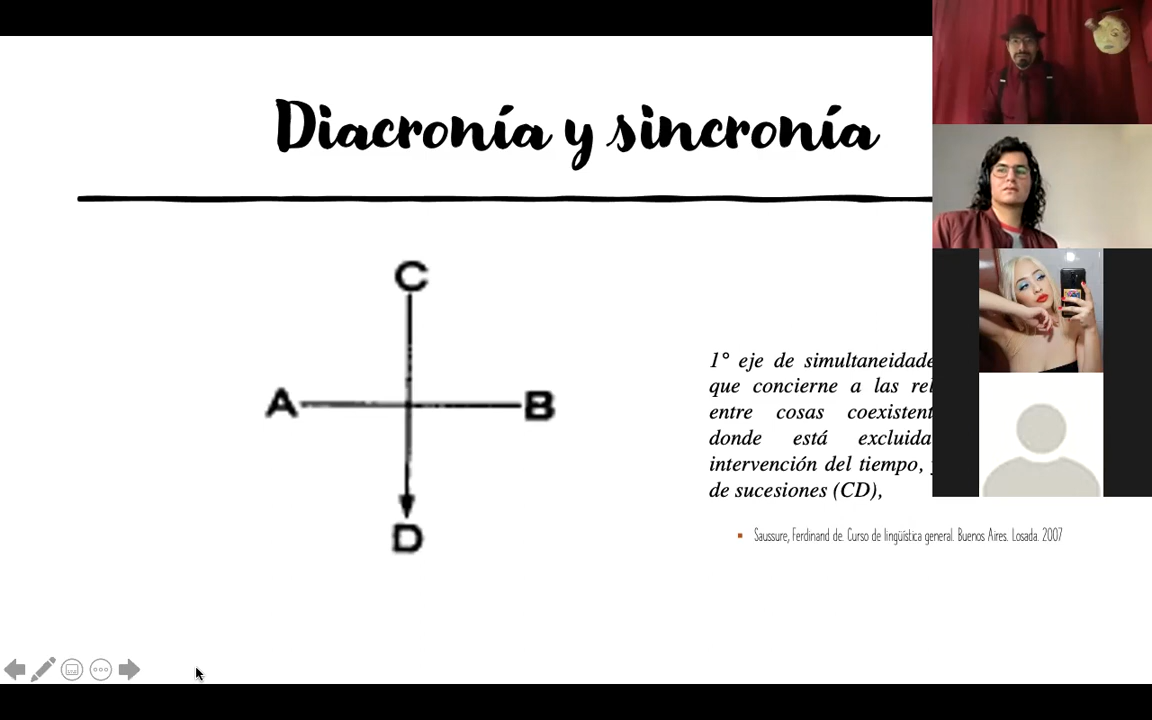 Diacronía y sincronía
C
A B
D
1° eje de simultaneidade
que concierne a las rel
entre cosas coexistent
donde está excluida
intervención del tiempo,
de sucesiones (CD),
Saussure, Ferdinand de. Curso de lingüística general. Buenos Aires. Losada. 2007